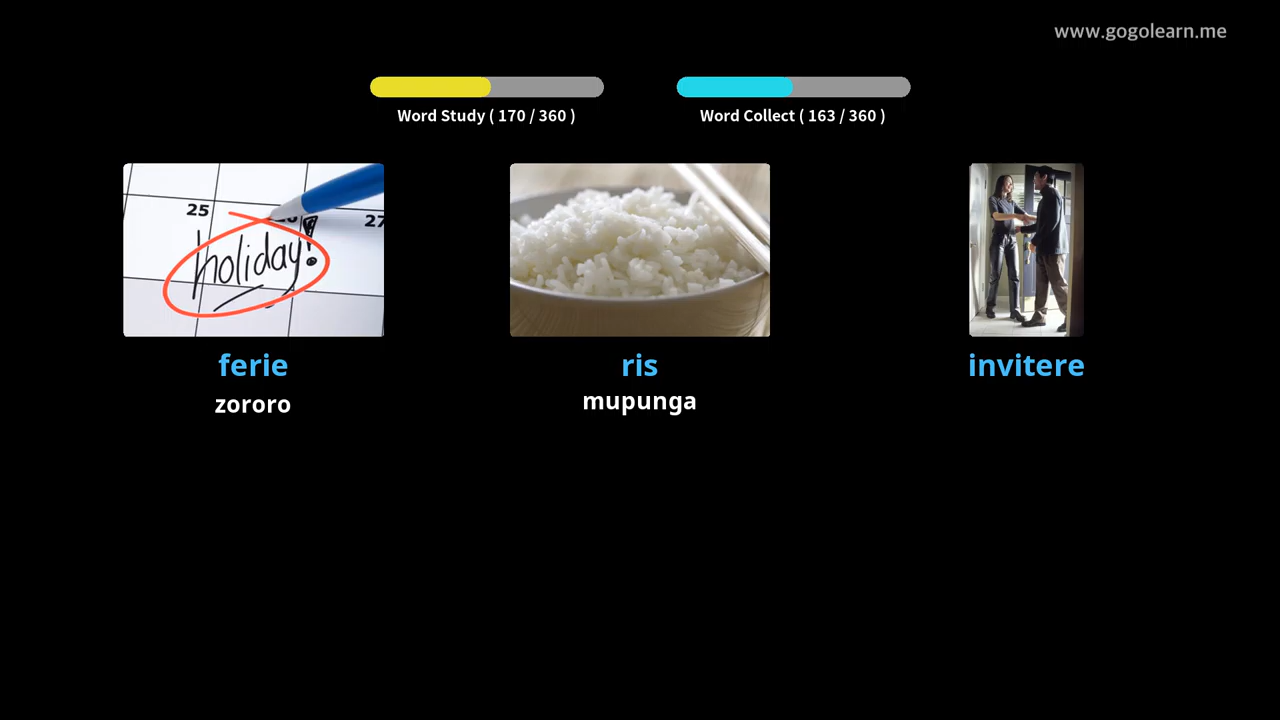 www.gogolearn.me
Word Study ( 170 / 360 )
Word Collect ( 163 / 360 )
25
27
holiday!
ferie
ris
invitere
zororo
mupunga